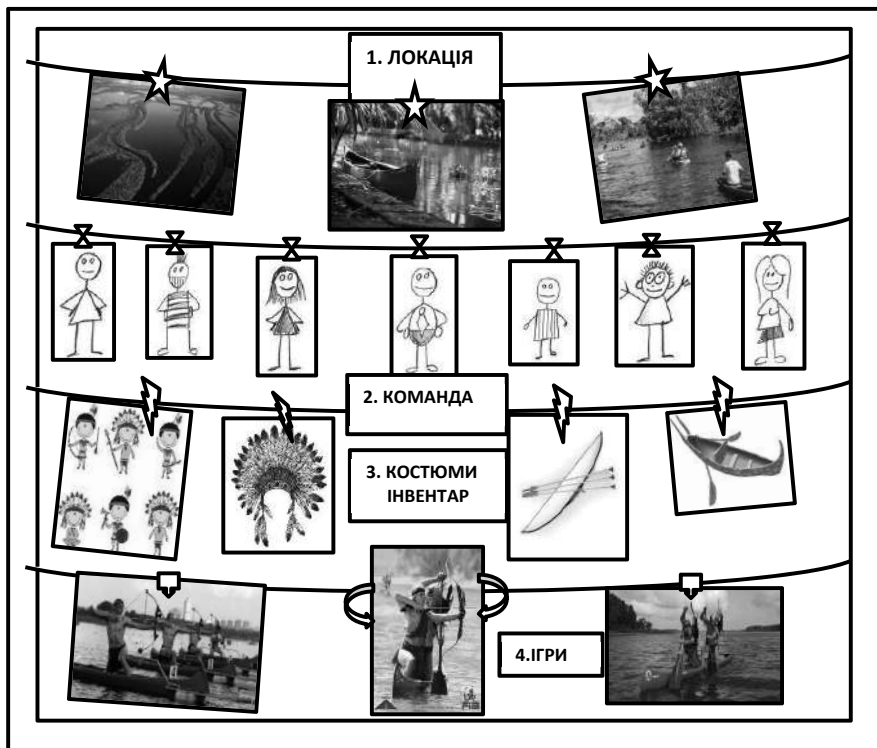 1. ЛОКАЦІЯ
2. КОМАНДА
3. КОСТЮМИ
ІНВЕНТАР
4.ІГРИ